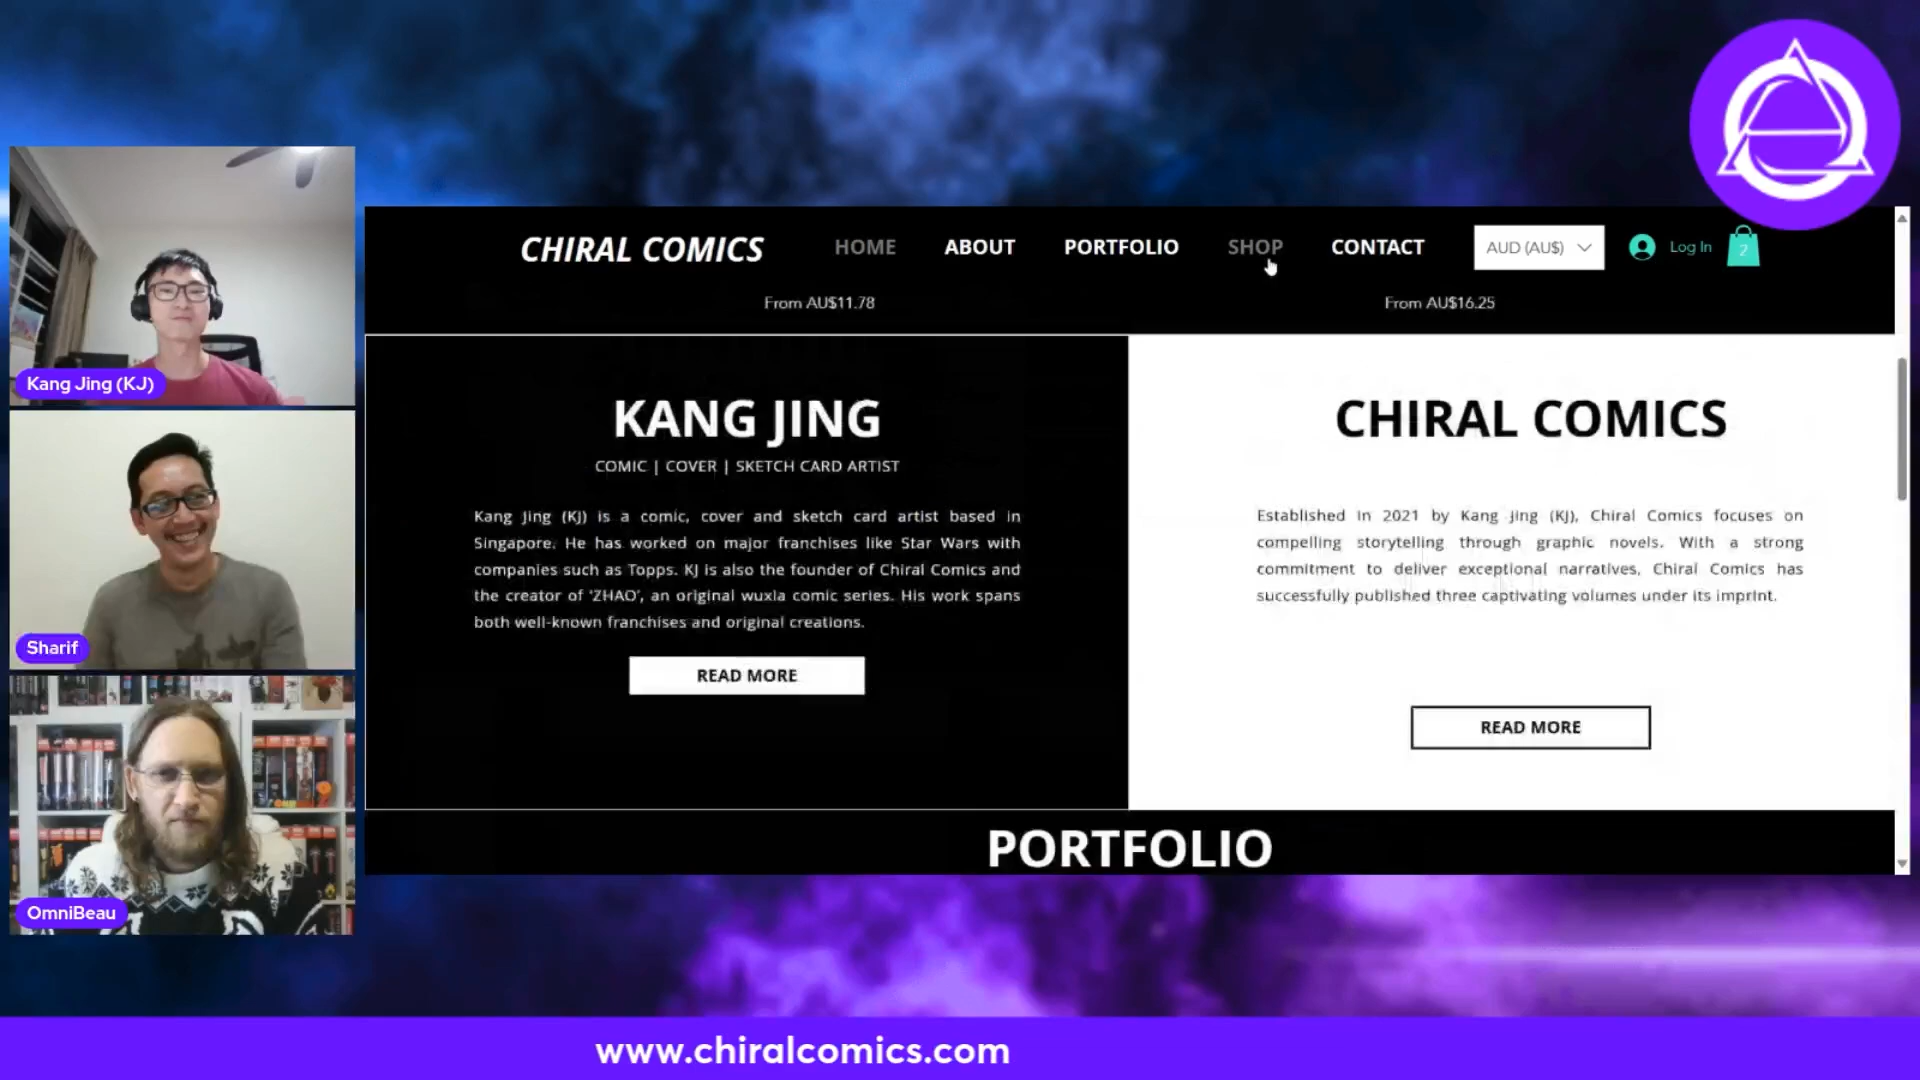 CHIRAL COMICS
HOME
ABOUT
PORTFOLIO
SHOP
CONTACT
AUD (AU$)
Log In
2
From AU$11.78
From AU$16.25
KANG JING
COMIC | COVER | SKETCH CARD ARTIST
Kang Jing (KJ) is a comic, cover and sketch card artist based in
Singapore. He has worked on major franchises like Star Wars with
companies such as Topps. KJ is also the founder of Chiral Comics and
the creator of 'ZHAO', an original wuxia comic series. His work spans
both well-known franchises and original creations.
READ MORE
CHIRAL COMICS
Established in 2021 by Kang Jing (KJ), Chiral Comics focuses on
compelling storytelling through graphic novels. With a strong
commitment to deliver exceptional narratives, Chiral Comics has
successfully published three captivating volumes under its imprint.
READ MORE
PORTFOLIO
Kang Jing (KJ)
Sharif
OmniBeau
www.chiralcomics.com